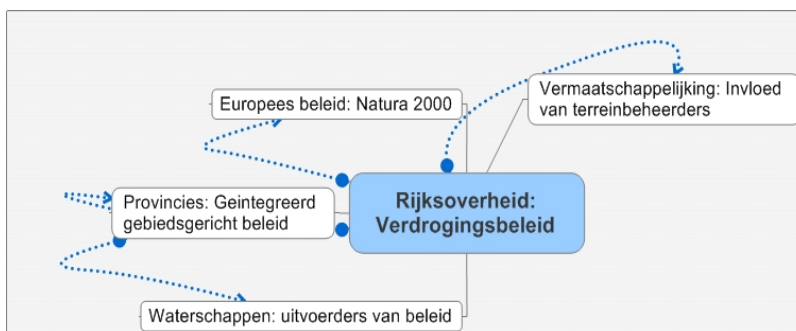 Europees beleid: Natura 2000
Vermaatschappelijking: Invloed
van terreinbeheerders
Provincies: Geintegreerd
gebiedsgericht beleid
Rijksoverheid:
Verdrogingsbeleid
Waterschappen: uitvoerders van beleid